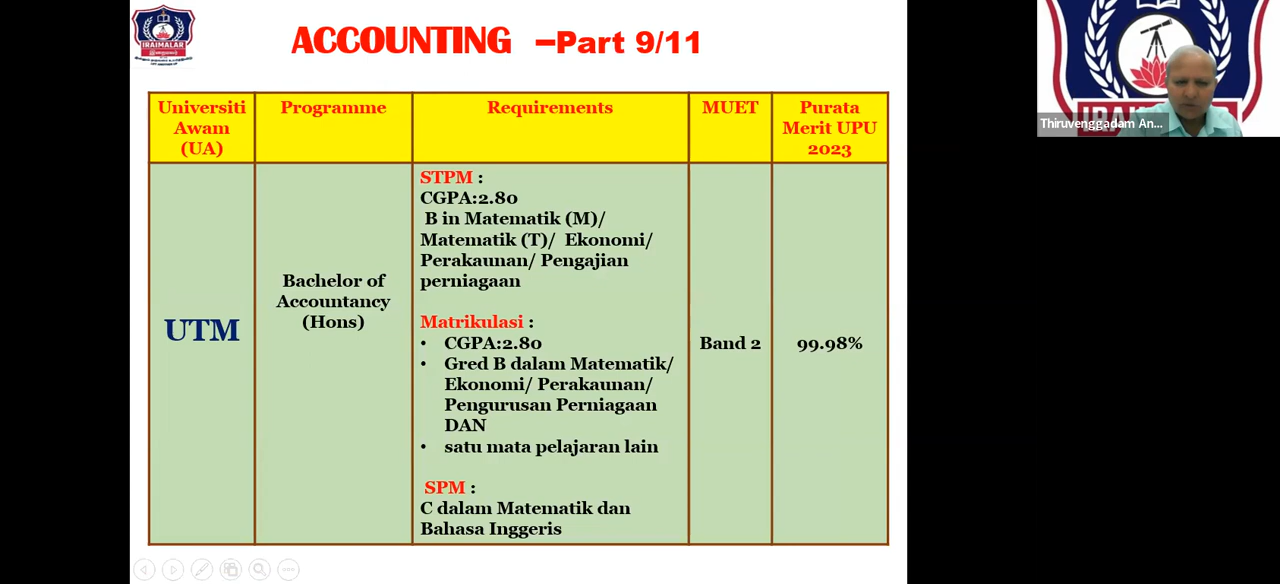 IRAIMALAR
ACCOUNTING –Part 9/11
Universiti
Awam
(UA)
Programme
Requirements
MUET
Purata
Merit UPU
2023
UTM
Bachelor of
Accountancy
(Hons)
STPM :
CGPA:2.80
B in Matematik (M)/
Matematik (T)/ Ekonomi/
Perakaunan/ Pengajian
perniagaan
Matrikulasi :
• CGPA:2.80
• Gred B dalam Matematik/
Ekonomi/ Perakaunan/
Pengurusan Perniagaan
DAN
• satu mata pelajaran lain
SPM :
C dalam Matematik dan
Bahasa Inggeris
Band 2
99.98%
Thiruvenggadam An...